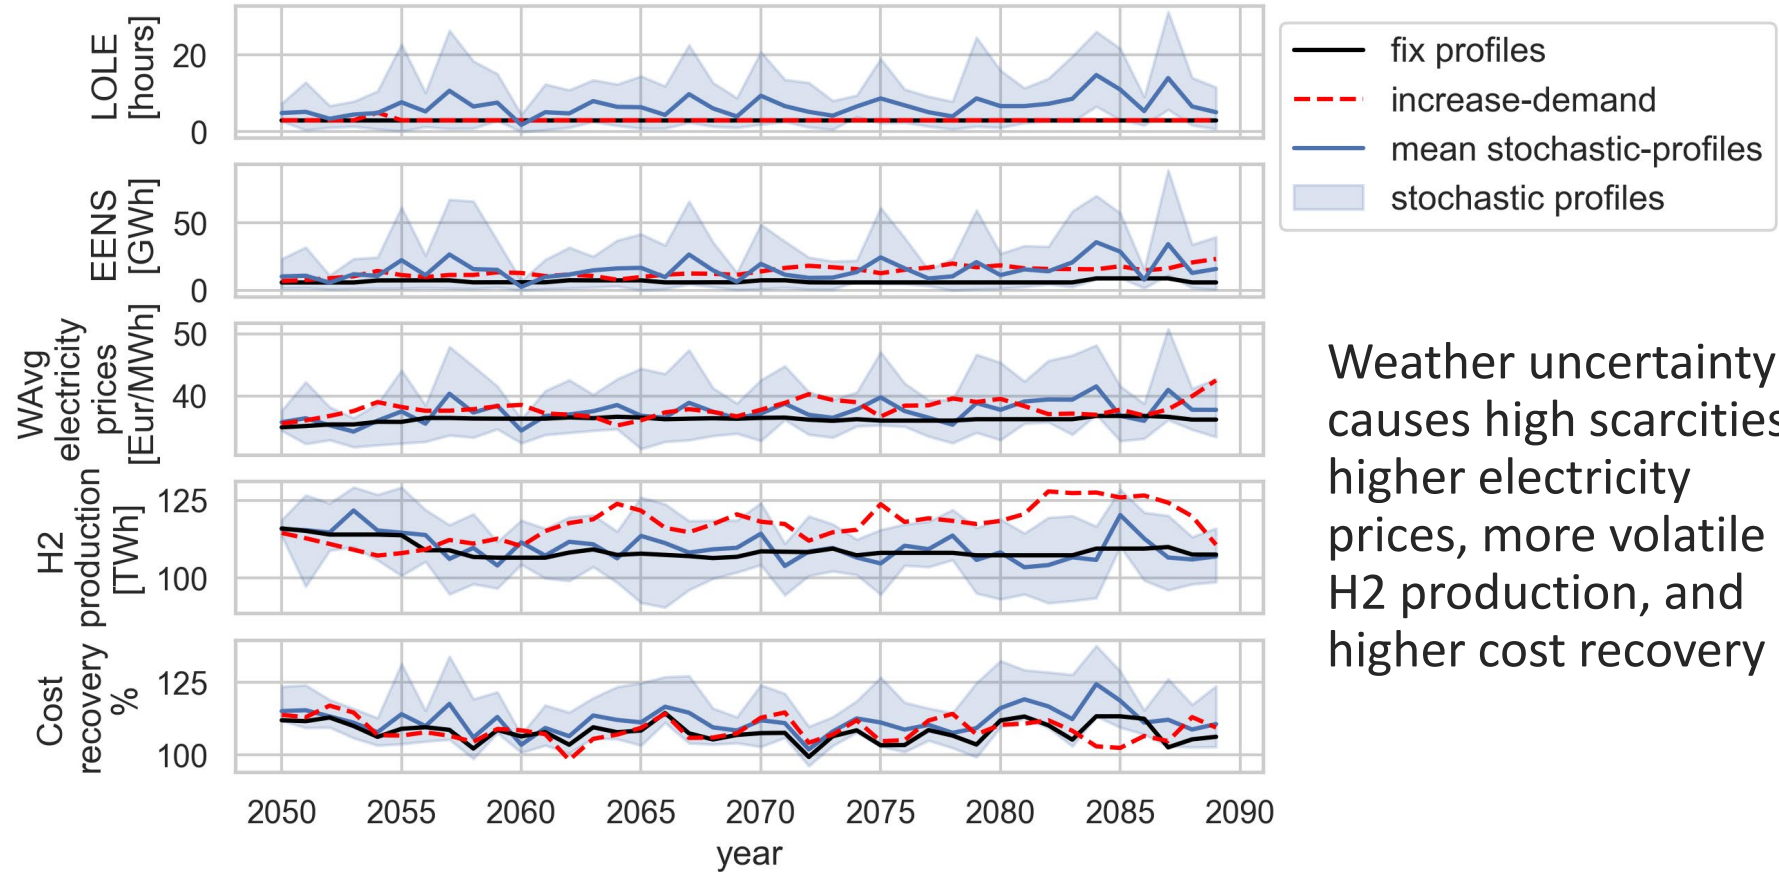 LOLE
[hours]
20
0
EENS
[GWh]
50
0
WAvg
electricity
prices
[Eur/MWh]
50
40
H2
production
[TWh]
125
100
Cost
recovery
%
125
100
2050 2055 2060 2065 2070 2075 2080 2085 2090
year
fix profiles
increase-demand
mean stochastic-profiles
stochastic profiles
Weather uncertainty
causes high scarcities
higher electricity
prices, more volatile
H2 production, and
higher cost recovery